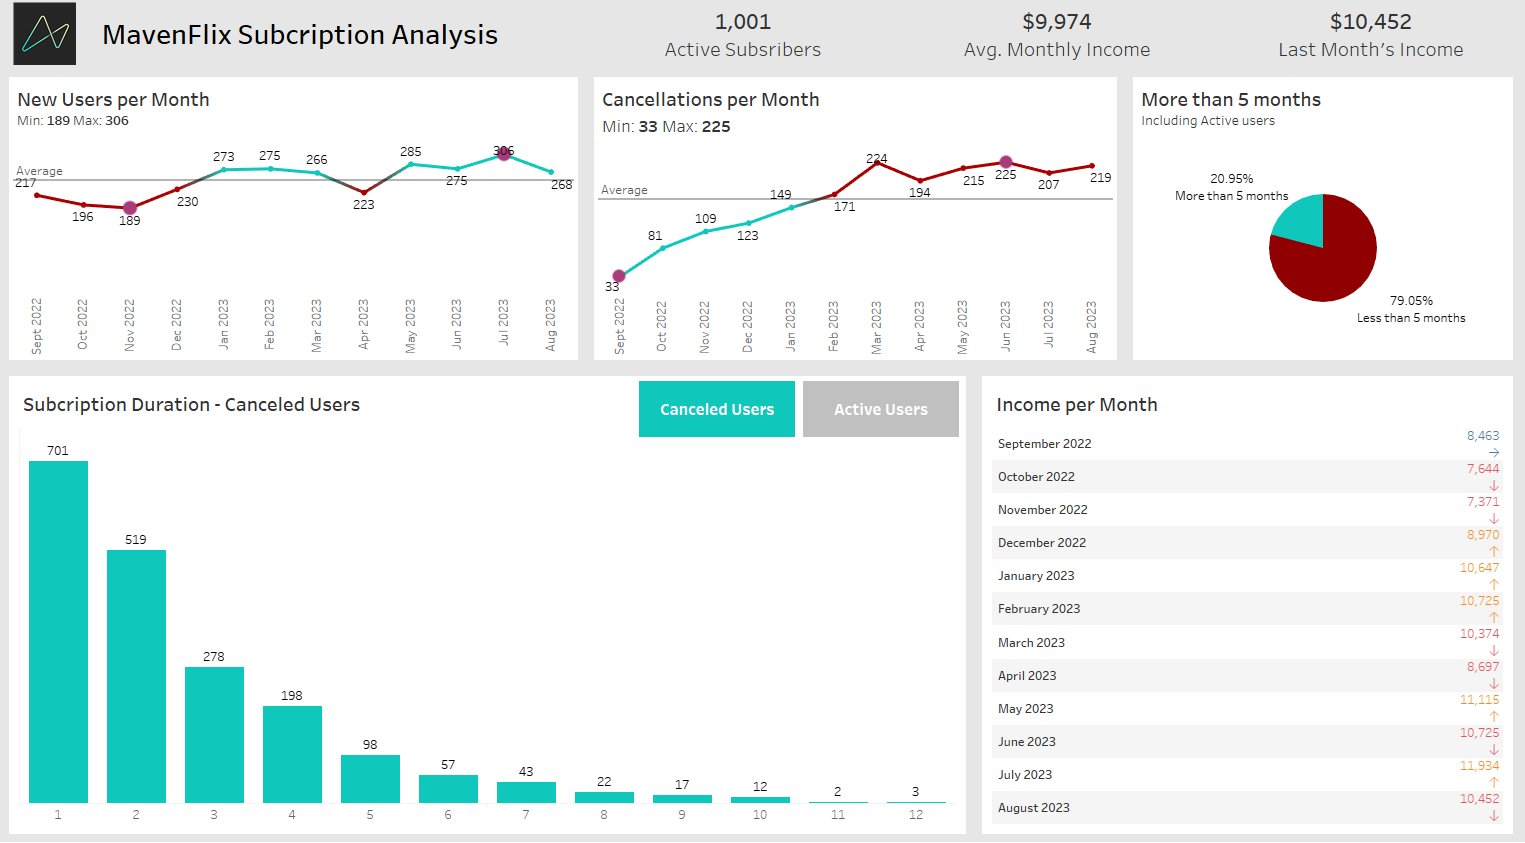 MavenFlix Subcription Analysis
1,001
Active Subsribers
$9,974
Avg. Monthly Income
$10,452
Last Month's Income
New Users per Month
Min: 189 Max: 306
Average
217
196
189
230
273
275
266
223
285
275
306
268
Sept 2022
Oct 2022
Nov 2022
Dec 2022
Jan 2023
Feb 2023
Mar 2023
Apr 2023
May 2023
Jun 2023
Jul 2023
Aug 2023
Cancellations per Month
Min: 33 Max: 225
Average
33
81
109
123
149
171
224
194
215
225
207
219
Sept 2022
Oct 2022
Nov 2022
Dec 2022
Jan 2023
Feb 2023
Mar 2023
Apr 2023
May 2023
Jun 2023
Jul 2023
Aug 2023
More than 5 months
Including Active users
20.95%
More than 5 months
79.05%
Less than 5 months
Subcription Duration - Canceled Users
Canceled Users
Active Users
701
519
278
198
98
57
43
22
17
12
2
3
1
2
3
4
5
6
7
8
9
10
11
12
Income per Month
September 2022 8,463
→
October 2022 7,644
↓
November 2022 7,371
↓
December 2022 8,970
↑
January 2023 10,647
↑
February 2023 10,725
↑
March 2023 10,374
↓
April 2023 8,697
↓
May 2023 11,115
↑
June 2023 10,725
↓
July 2023 11,934
↑
August 2023 10,452
↓